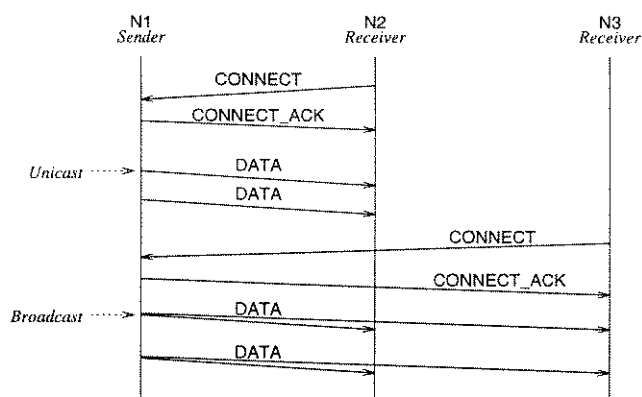 N1 N2 N3
Sender Receiver Receiver
CONNECT
CONNECT_ACK
Unicast DATA
DATA
CONNECT
CONNECT_ACK
Broadcast DATA
DATA